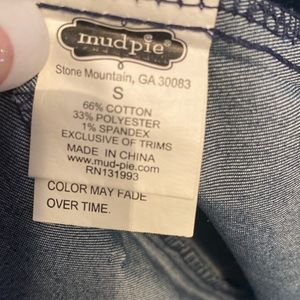 mudpie
Stone Mountain, GA 30083
S
66% COTTON
33% POLYESTER
1% SPANDEX
EXCLUSIVE OF TRIMS
MADE IN CHINA
www.mud-pie.com
RN131993
COLOR MAY FADE
OVER TIME.